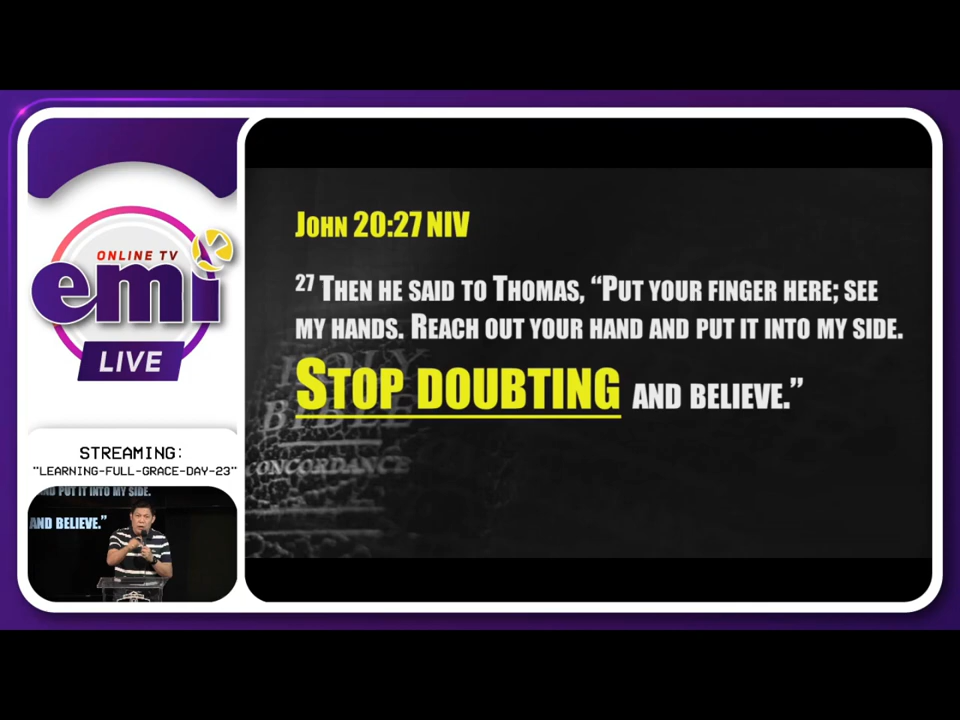 ONLINE TV
emi
LIVE
STREAMING:
"LEARNING-FULL-GRACE-DAY-23"
AND PUT IT INTO MY SIDE.
AND BELIEVE.”
JOHN 20:27 NIV
27 THEN HE SAID TO THOMAS, “PUT YOUR FINGER HERE; SEE
MY HANDS. REACH OUT YOUR HAND AND PUT IT INTO MY SIDE.
STOP DOUBTING AND BELIEVE.”
HOLY
BIBLE
CONCORDANCE